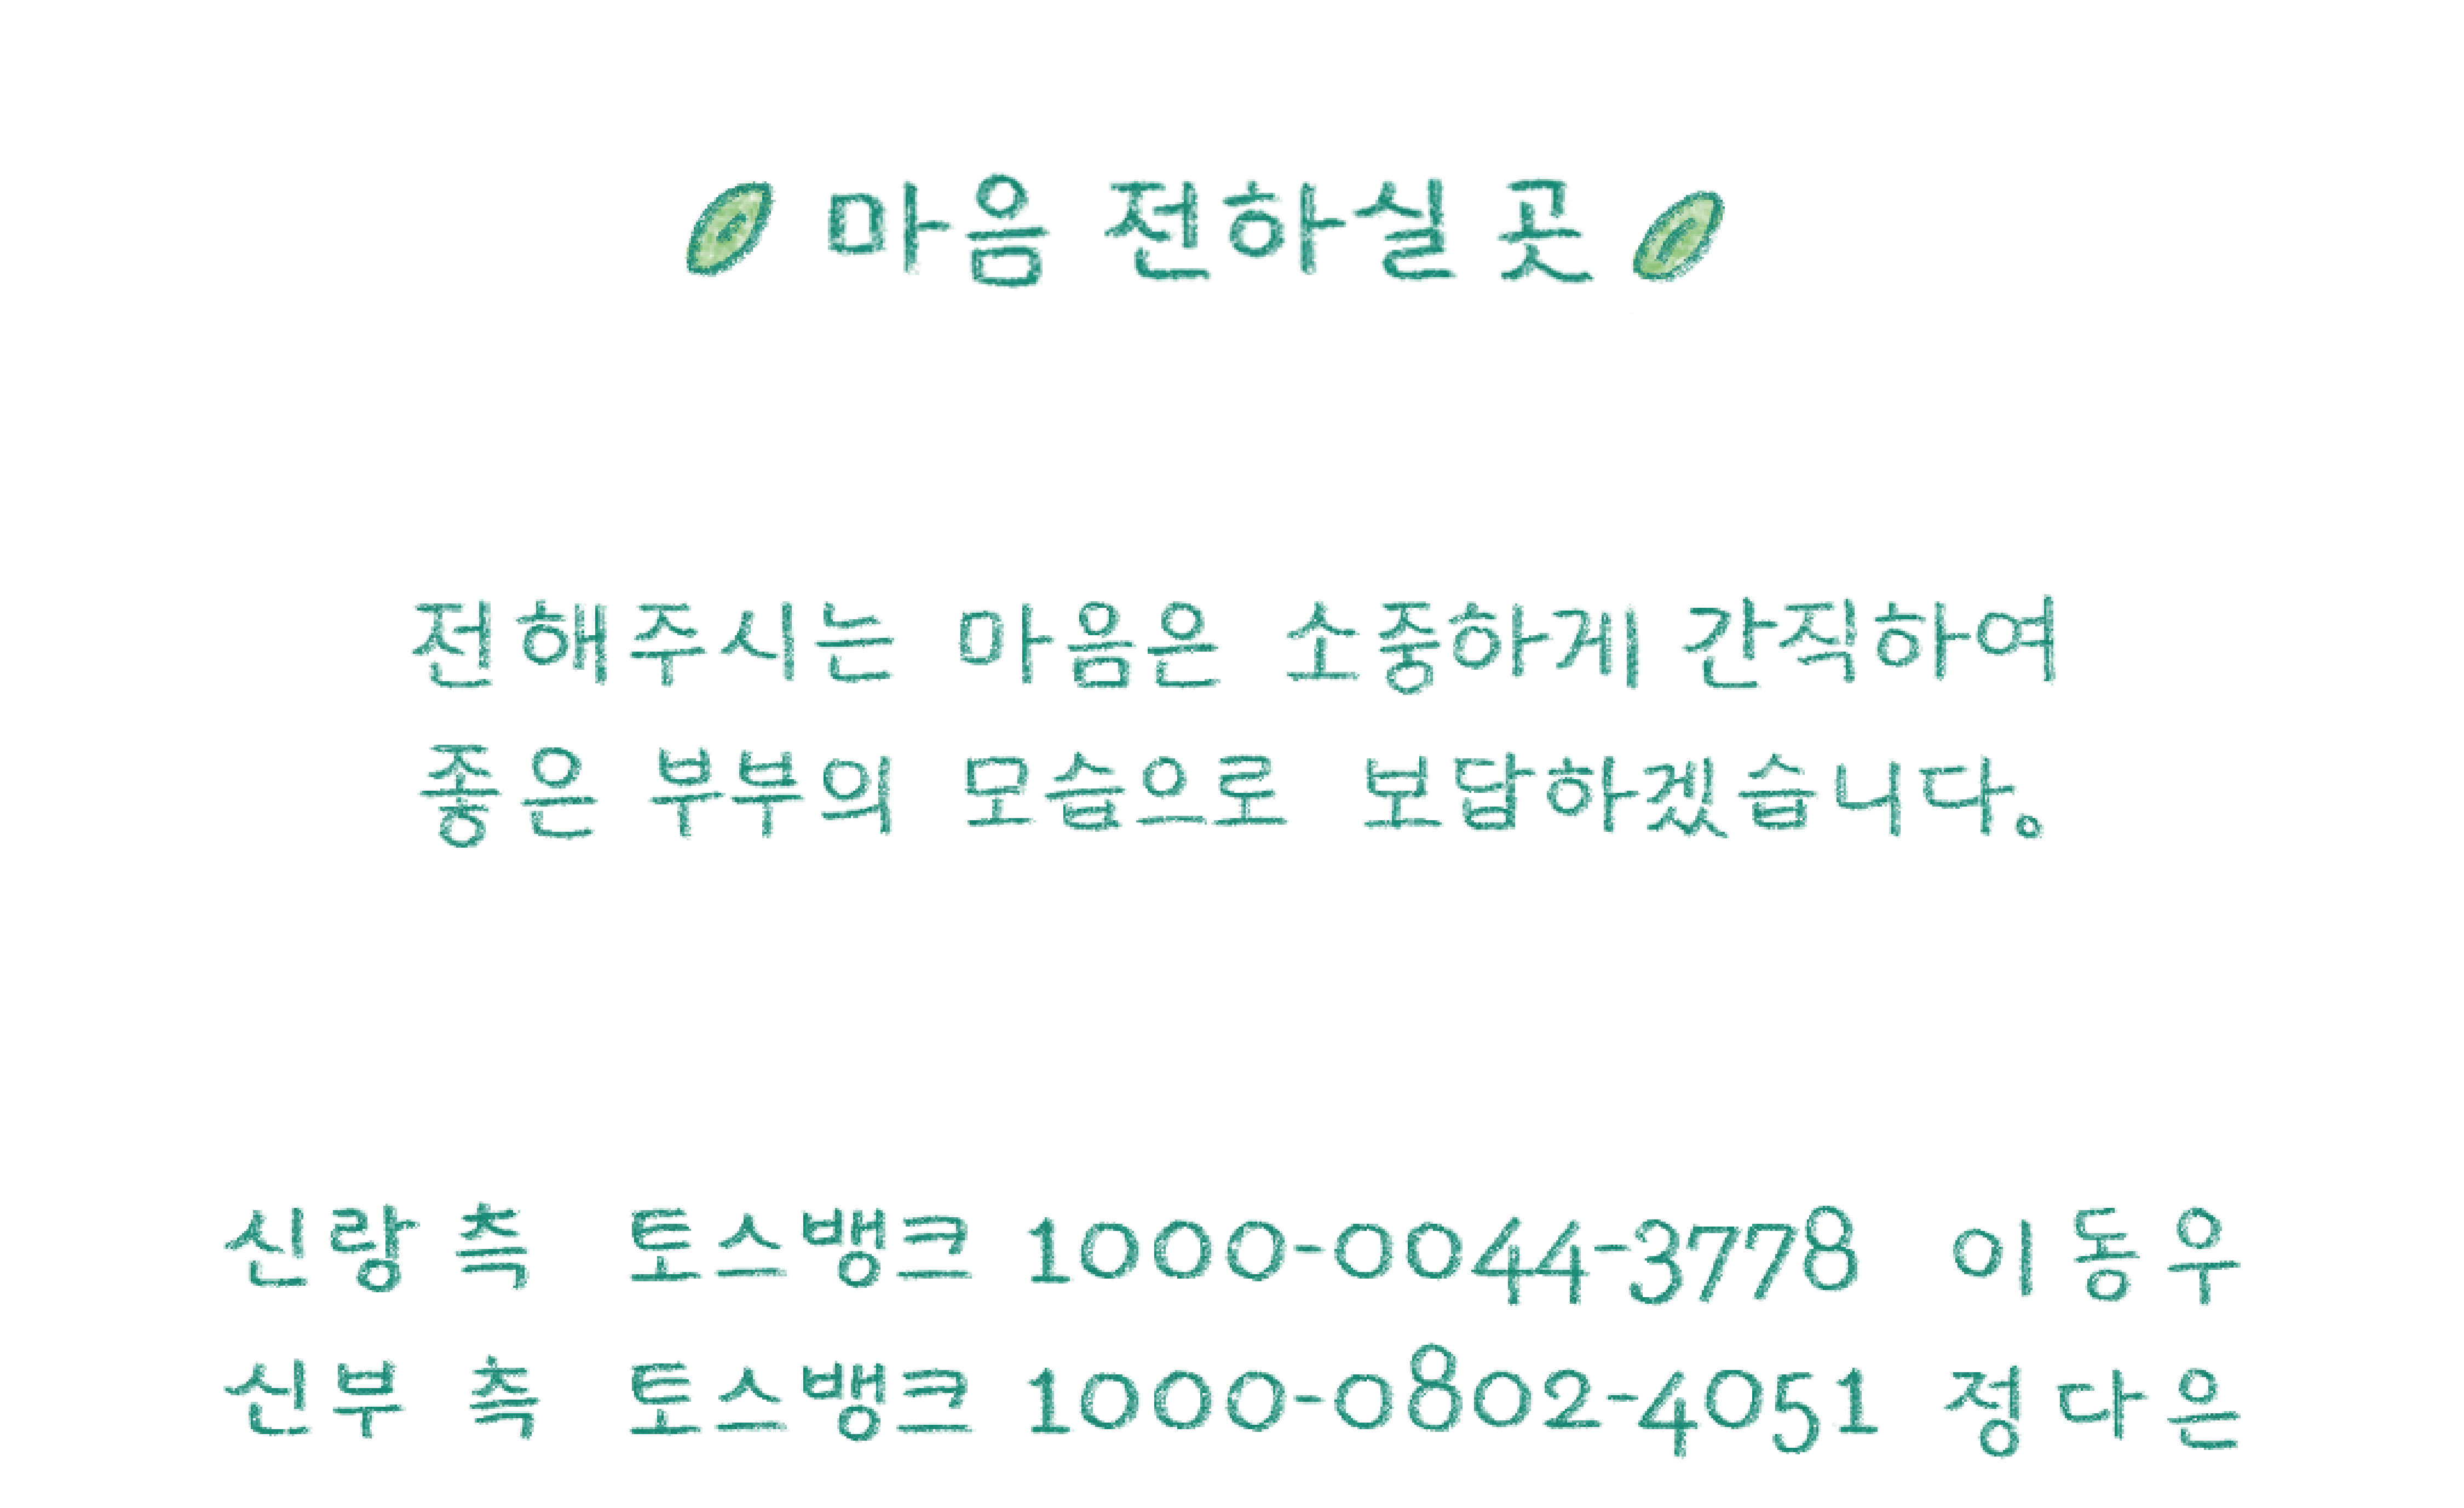 마음 전하실 곳
전해주시는 마음은 소중하게 간직하여
좋은 부부의 모습으로 보답하겠습니다.
신랑 측 토스뱅크 1000-0044-3778 이동우
신부 측 토스뱅크 1000-0802-4051 정다은